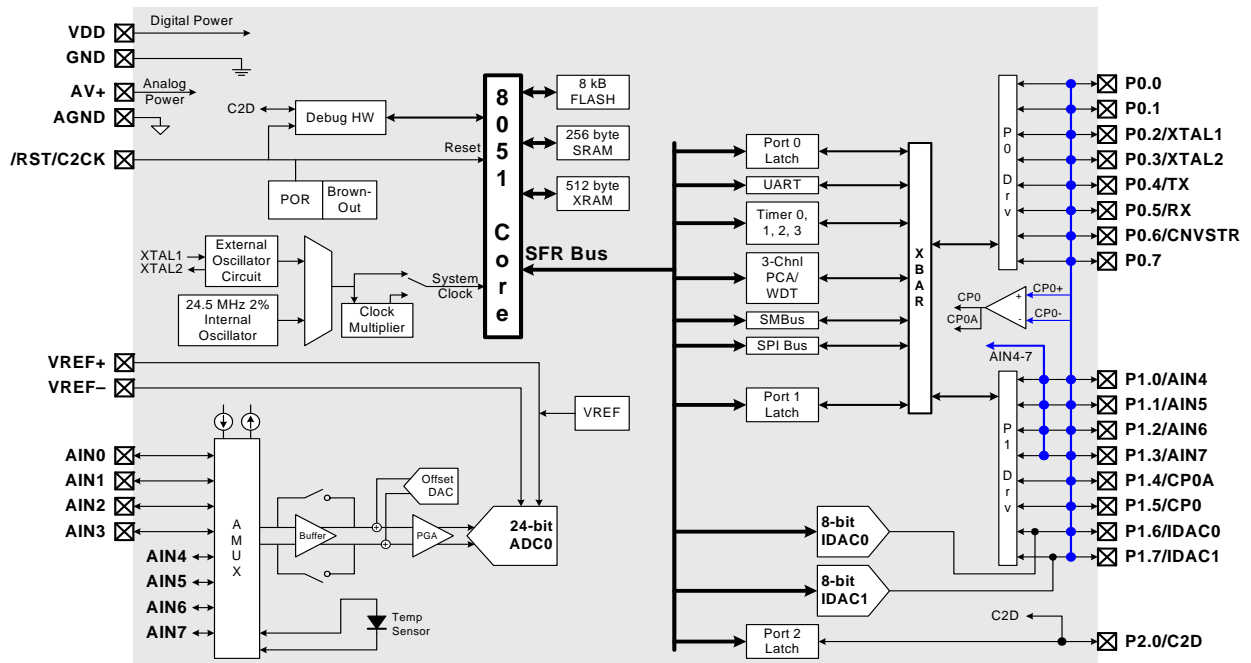 VDD
Digital Power
GND
AV+
Analog
Power
AGND
/RST/C2CK
C2D
Debug HW
Reset
POR
Brown-
Out
8
0
5
1
C
o
r
e
8 kB
FLASH
256 byte
SRAM
512 byte
XRAM
XTAL1
XTAL2
External
Oscillator
Circuit
24.5 MHz 2%
Internal
Oscillator
Clock
Multiplier
System
Clock
SFR Bus
VREF+
VREF–
VREF
AIN0
AIN1
AIN2
AIN3
AIN4
AIN5
AIN6
AIN7
A
M
U
X
Buffer
+
+
PGA
Offset
DAC
24-bit
ADC0
Temp
Sensor
Port 0
Latch
UART
Timer 0,
1, 2, 3
3-Chnl
PCA/
WDT
SMBus
SPI Bus
Port 1
Latch
8-bit
IDAC0
8-bit
IDAC1
Port 2
Latch
X
B
A
R
P
0
D
r
v
CP0
CP0A
+
-
CP0+
CP0-
AIN4-7
P
1
D
r
v
C2D
P0.0
P0.1
P0.2/XTAL1
P0.3/XTAL2
P0.4/TX
P0.5/RX
P0.6/CNVSTR
P0.7
P1.0/AIN4
P1.1/AIN5
P1.2/AIN6
P1.3/AIN7
P1.4/CP0A
P1.5/CP0
P1.6/IDAC0
P1.7/IDAC1
P2.0/C2D